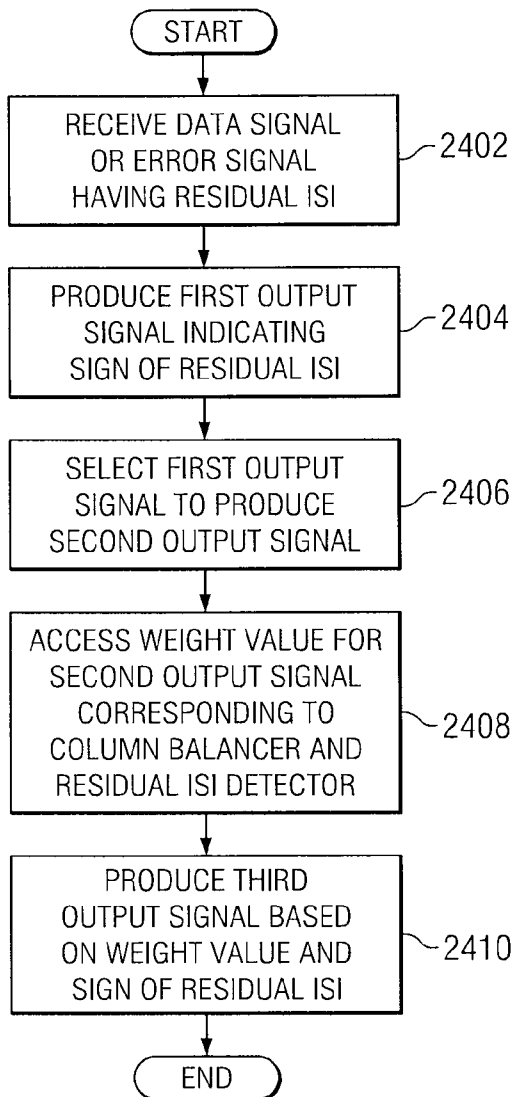 START
RECEIVE DATA SIGNAL
OR ERROR SIGNAL
HAVING RESIDUAL ISI
2402
PRODUCE FIRST OUTPUT
SIGNAL INDICATING
SIGN OF RESIDUAL ISI
2404
SELECT FIRST OUTPUT
SIGNAL TO PRODUCE
SECOND OUTPUT SIGNAL
2406
ACCESS WEIGHT VALUE FOR
SECOND OUTPUT SIGNAL
CORRESPONDING TO
COLUMN BALANCER AND
RESIDUAL ISI DETECTOR
2408
PRODUCE THIRD
OUTPUT SIGNAL BASED
ON WEIGHT VALUE AND
SIGN OF RESIDUAL ISI
2410
END